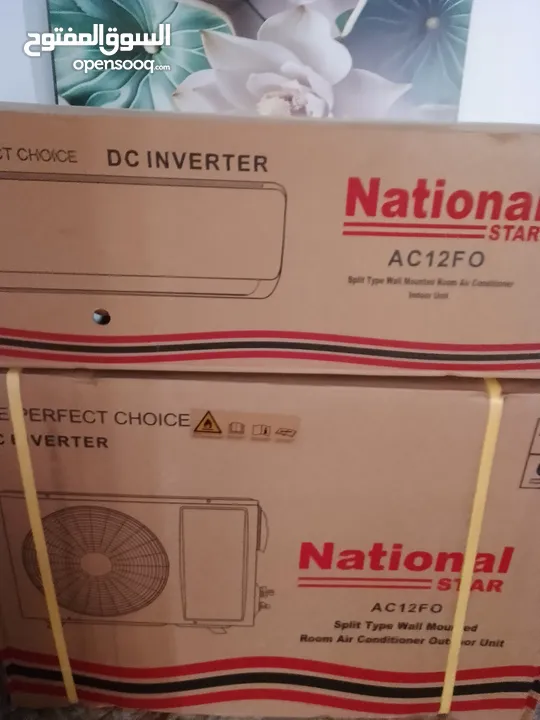 السوق المفتوح
opensooq.com
CT CHOICE DC INVERTER
National
STAR
AC12FO
Split Type Wall Mounted Room Air Conditioner
Indoor Unit
E PERFECT CHOICE
C INVERTER
National
STAR
AC12FO
Split Type Wall Mounted
Room Air Conditioner Outdoor Unit